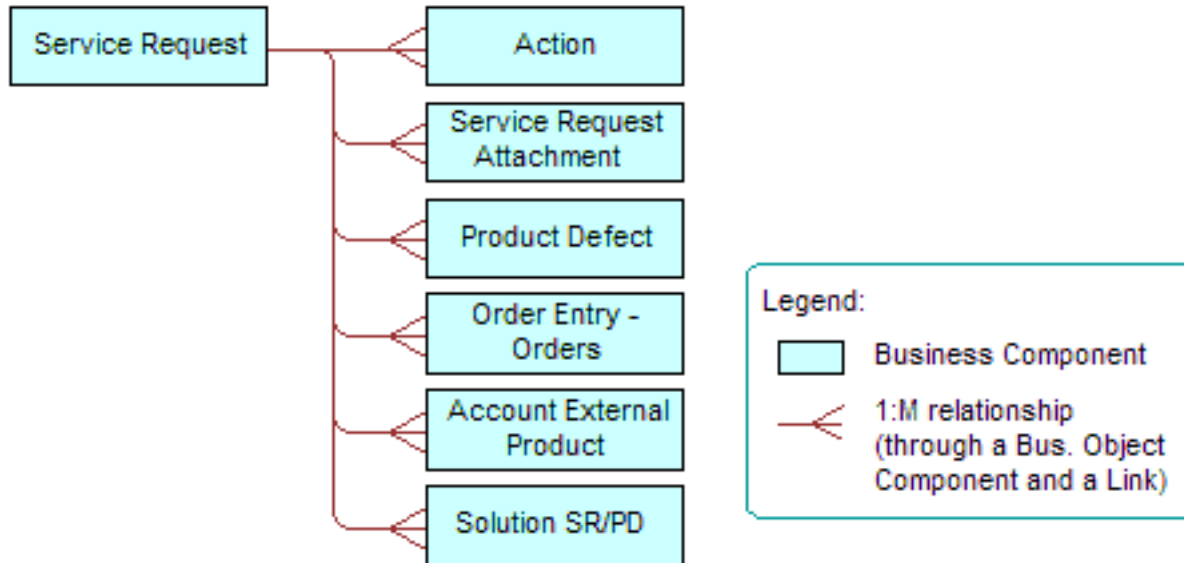 Service Request
Action
Service Request
Attachment
Product Defect
Order Entry -
Orders
Account External
Product
Solution SR/PD
Legend:
Business Component
1:M relationship
(through a Bus. Object
Component and a Link)